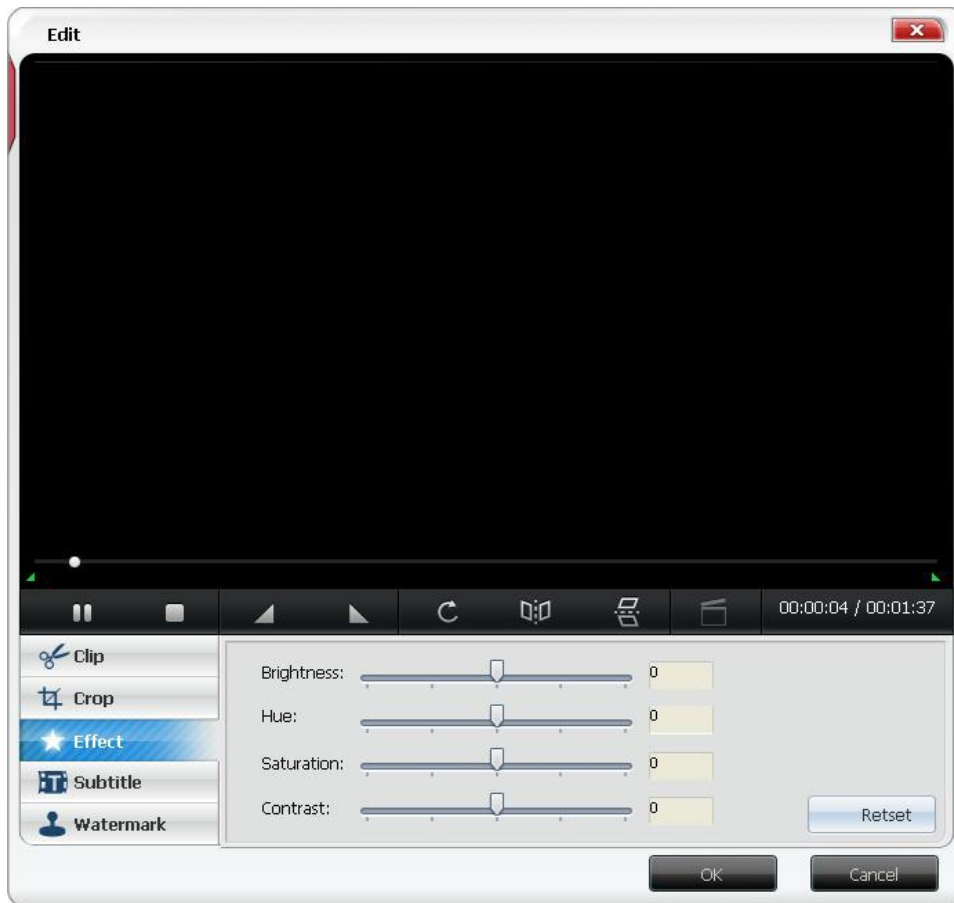 Edit
00:00:04 / 00:01:37
Clip
Crop
Effect
Subtitle
Watermark
Brightness: 0
Hue: 0
Saturation: 0
Contrast: 0
Retset
OK
Cancel